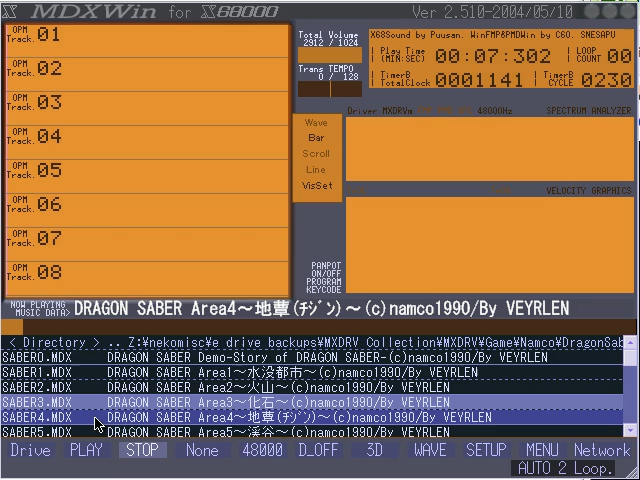 X MDXWin for X68000 Ver 2.510-2004/05/10
OPM Track. 01
OPM Track. 02
OPM Track. 03
OPM Track. 04
OPM Track. 05
OPM Track. 06
OPM Track. 07
OPM Track. 08
Total Volume
2912 / 1024
Trans TEMPO
0 / 128
X68Sound by Puusan. WinFMP&PMDWin by C60. SNESAPU
Play Time (MIN:SEC) 00:07:302 LOOP COUNT 00
TimerB TotalClock 0001141 TimerB CYCLE 0230
Wave
Bar
Scroll
Line
VisSet
Driver MXDRVm 48000Hz SPECTRUM ANALYZER
VELOCITY GRAPHICS
PANPOT
ON/OFF
PROGRAM
KEYCODE
NOW PLAYING MUSIC DATA> DRAGON SABER Area4～地蕈(ﾁｼﾞﾝ)～(c)namco1990/By VEYRLEN
< Directory > .. Z:¥nekomisc¥e drive backups¥MXDRV Collection¥MXDRV¥Game¥Namco¥DragonSab
SABER0.MDX DRAGON SABER Demo-Story of DRAGON SABER-(c)namco1990/By VEYRLEN
SABER1.MDX DRAGON SABER Area1～水没都市～(c)namco1990/By VEYRLEN
SABER2.MDX DRAGON SABER Area2～火山～(c)namco1990/By VEYRLEN
SABER3.MDX DRAGON SABER Area3～化石～(c)namco1990/By VEYRLEN
SABER4.MDX DRAGON SABER Area4～地蕈(ﾁｼﾞﾝ)～(c)namco1990/By VEYRLEN
SABER5.MDX DRAGON SABER Area5～渓谷～(c)namco1990/By VEYRLEN
Drive PLAY STOP None 48000 D_OFF 3D WAVE SETUP MENU Network
AUTO 2 Loop.